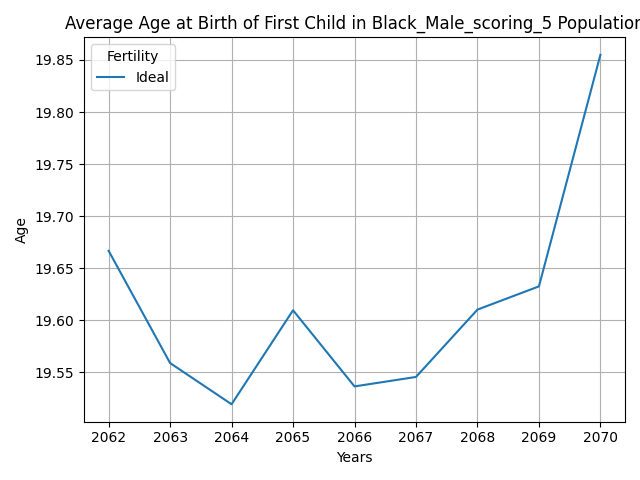 Average Age at Birth of First Child in Black_Male_scoring_5 Population
Fertility
Ideal
19.85
19.80
19.75
19.70
19.65
19.60
19.55
Age
2062 2063 2064 2065 2066 2067 2068 2069 2070
Years